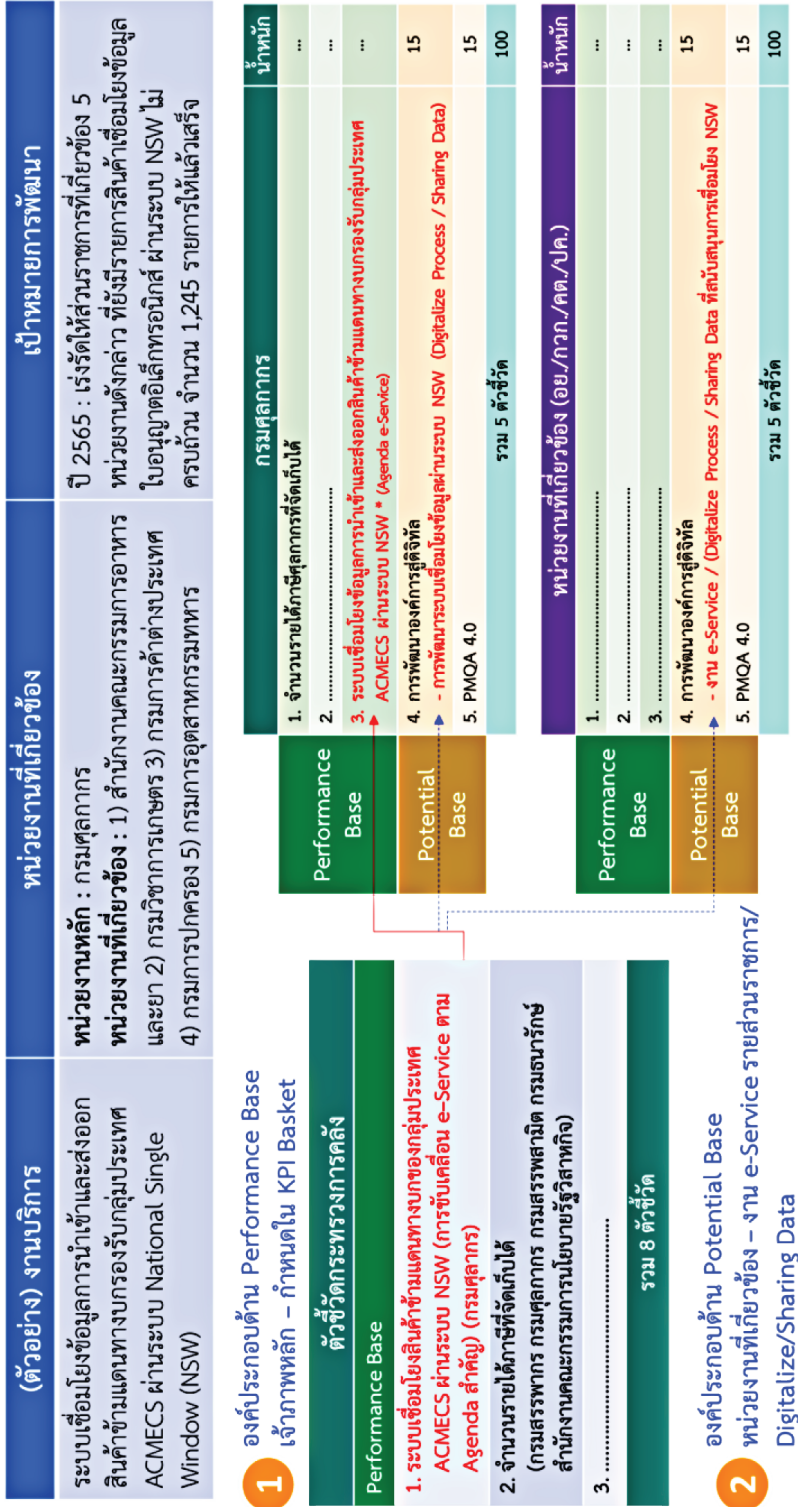 (ตัวอย่าง) งานบริการ
ระบบเชื่อมโยงข้อมูลการนำเข้าและส่งออก
สินค้าข้ามแดนทางบกรองรับกลุ่มประเทศ
ACMECS ผ่านระบบ National Single
Window (NSW)
หน่วยงานที่เกี่ยวข้อง
หน่วยงานหลัก : กรมศุลกากร
หน่วยงานที่เกี่ยวข้อง : 1) สำนักงานคณะกรรมการอาหาร
และยา 2) กรมวิชาการเกษตร 3) กรมการค้าต่างประเทศ
4) กรมการปกครอง 5) กรมการอุตสาหกรรมทหาร
เป้าหมายการพัฒนา
ปี 2565 : เร่งรัดให้ส่วนราชการที่เกี่ยวข้อง 5
หน่วยงานดังกล่าว ที่ยังมีรายการสินค้าเชื่อมโยงข้อมูล
ใบอนุญาตอิเล็กทรอนิกส์ ผ่านระบบ NSW ไม่
ครบถ้วน จำนวน 1,245 รายการให้แล้วเสร็จ
1
องค์ประกอบด้าน Performance Base
เจ้าภาพหลัก – กำหนดใน KPI Basket
ตัวชี้วัดกระทรวงการคลัง
Performance Base
1. ระบบเชื่อมโยงสินค้าข้ามแดนทางบกของกลุ่มประเทศ
ACMECS ผ่านระบบ NSW (การขับเคลื่อน e–Service ตาม
Agenda สำคัญ) (กรมศุลากร)
2. จำนวนรายได้ภาษีที่จัดเก็บได้
(กรมสรรพากร กรมศุลกากร กรมสรรพสามิต กรมธนารักษ์
สำนักงานคณะกรรมการนโยบายรัฐวิสาหกิจ)
3. ................................................
รวม 8 ตัวชี้วัด
2
องค์ประกอบด้าน Potential Base
หน่วยงานที่เกี่ยวข้อง – งาน e-Service รายส่วนราชการ/
Digitalize/Sharing Data
กรมศุลกากร
น้ำหนัก
Performance
Base
1. จำนวนรายได้ภาษีศุลกากรที่จัดเก็บได้
...
2. ................................................
...
3. ระบบเชื่อมโยงข้อมูลการนำเข้าและส่งออกสินค้าข้ามแดนทางบกรองรับกลุ่มประเทศ
ACMECS ผ่านระบบ NSW * (Agenda e-Service)
...
Potential
Base
4. การพัฒนาองค์การสู่ดิจิทัล
- การพัฒนาระบบเชื่อมโยงข้อมูลผ่านระบบ NSW (Digitalize Process / Sharing Data)
15
5. PMQA 4.0
15
รวม 5 ตัวชี้วัด
100
หน่วยงานที่เกี่ยวข้อง (อย./กวก./คต./ปค.)
น้ำหนัก
Performance
Base
1. ................................................
...
2. ................................................
...
3. ................................................
...
Potential
Base
4. การพัฒนาองค์การสู่ดิจิทัล
- งาน e-Service / (Digitalize Process / Sharing Data ที่สนับสนุนการเชื่อมโยง NSW
15
5. PMQA 4.0
15
รวม 5 ตัวชี้วัด
100